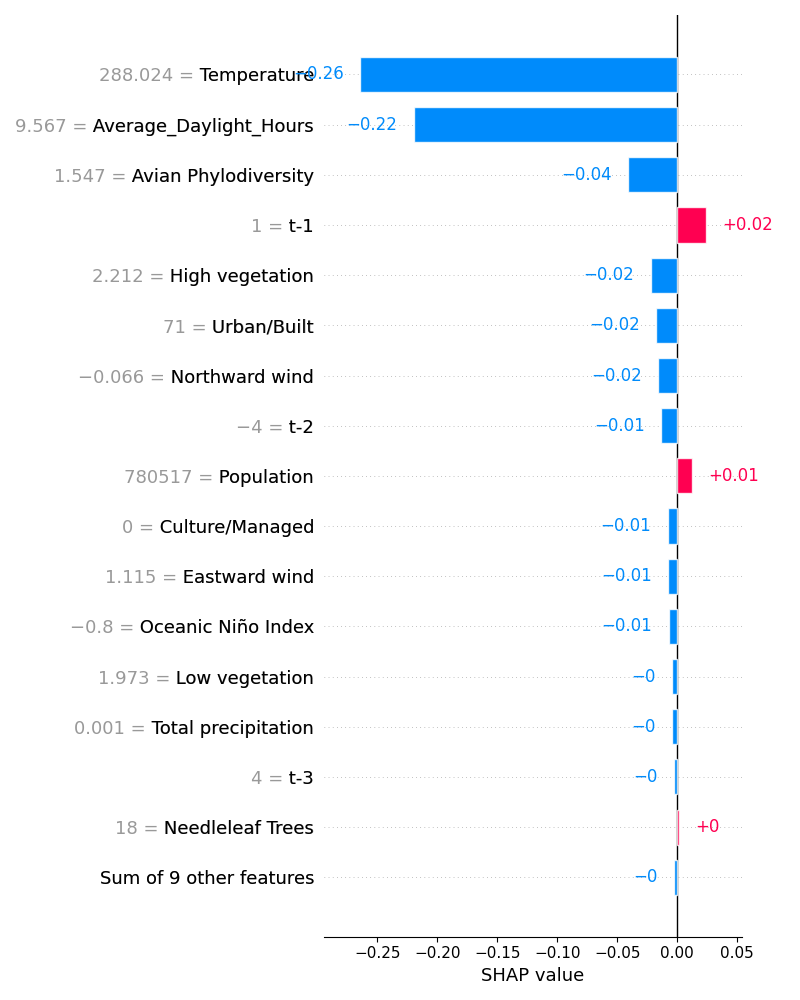 288.024 = Temperature −0.26
9.567 = Average_Daylight_Hours −0.22
1.547 = Avian Phylodiversity −0.04
1 = t-1 +0.02
2.212 = High vegetation −0.02
71 = Urban/Built −0.02
−0.066 = Northward wind −0.02
−4 = t-2 −0.01
780517 = Population +0.01
0 = Culture/Managed −0.01
1.115 = Eastward wind −0.01
−0.8 = Oceanic Niño Index −0.01
1.973 = Low vegetation −0
0.001 = Total precipitation −0
4 = t-3 −0
18 = Needleleaf Trees +0
Sum of 9 other features −0
−0.25 −0.20 −0.15 −0.10 −0.05 0.00 0.05
SHAP value